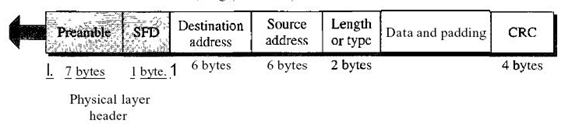 Preamble SFD Destination address Source address Length or type Data and padding CRC
l. 7 bytes 1 byte. 1 6 bytes 6 bytes 2 bytes 4 bytes
Physical layer
header